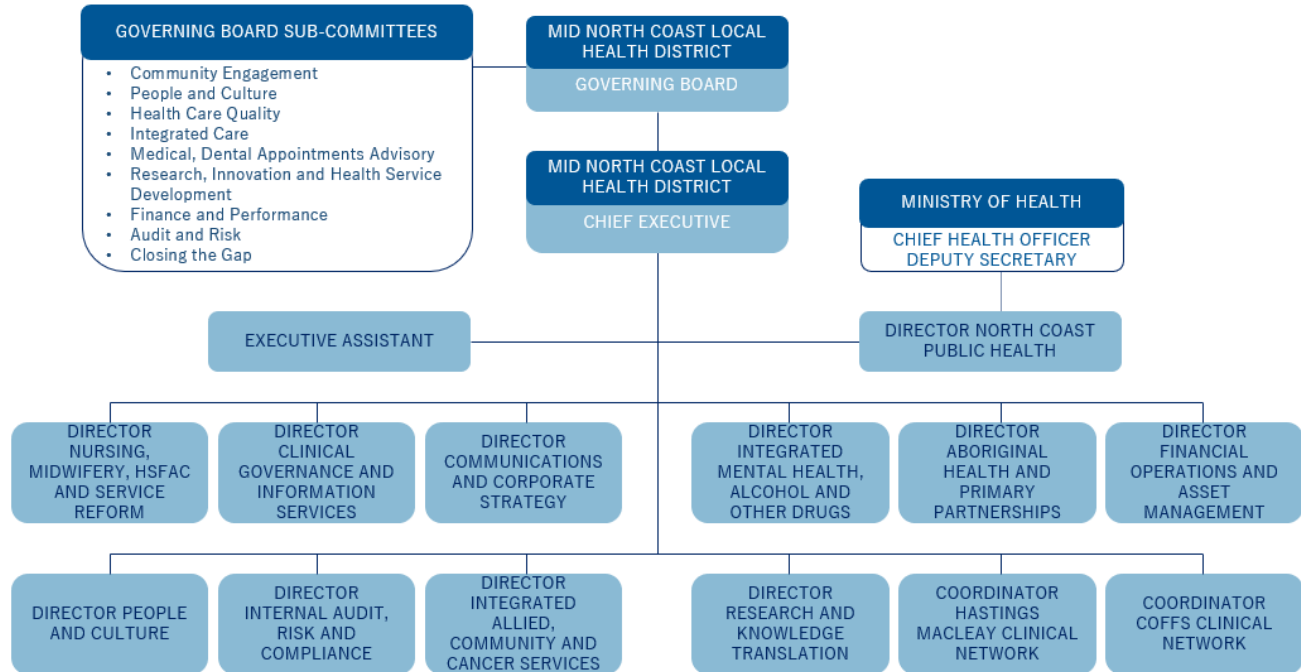 GOVERNING BOARD SUB-COMMITTEES
• Community Engagement
• People and Culture
• Health Care Quality
• Integrated Care
• Medical, Dental Appointments Advisory
• Research, Innovation and Health Service
Development
• Finance and Performance
• Audit and Risk
• Closing the Gap
MID NORTH COAST LOCAL
HEALTH DISTRICT
GOVERNING BOARD
MID NORTH COAST LOCAL
HEALTH DISTRICT
CHIEF EXECUTIVE
MINISTRY OF HEALTH
CHIEF HEALTH OFFICER
DEPUTY SECRETARY
EXECUTIVE ASSISTANT
DIRECTOR NORTH COAST
PUBLIC HEALTH
DIRECTOR
NURSING,
MIDWIFERY, HSFAC
AND SERVICE
REFORM
DIRECTOR
CLINICAL
GOVERNANCE AND
INFORMATION
SERVICES
DIRECTOR
COMMUNICATIONS
AND CORPORATE
STRATEGY
DIRECTOR
INTEGRATED
MENTAL HEALTH,
ALCOHOL AND
OTHER DRUGS
DIRECTOR
ABORIGINAL
HEALTH AND
PRIMARY
PARTNERSHIPS
DIRECTOR
FINANCIAL
OPERATIONS AND
ASSET
MANAGEMENT
DIRECTOR PEOPLE
AND CULTURE
DIRECTOR
INTERNAL AUDIT,
RISK AND
COMPLIANCE
DIRECTOR
INTEGRATED
ALLIED,
COMMUNITY AND
CANCER SERVICES
DIRECTOR
RESEARCH AND
KNOWLEDGE
TRANSLATION
COORDINATOR
HASTINGS
MACLEAY CLINICAL
NETWORK
COORDINATOR
COFFS CLINICAL
NETWORK